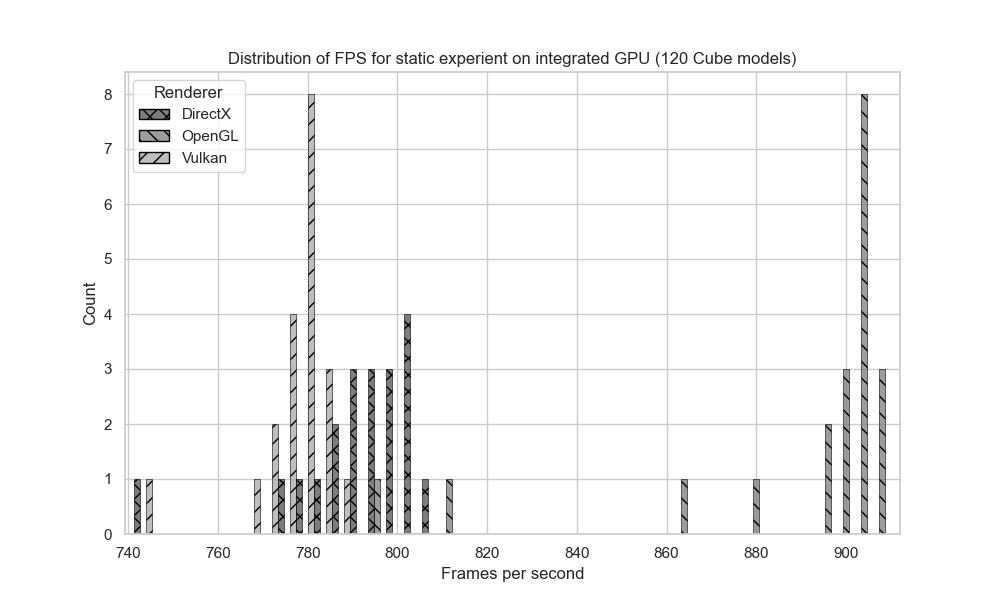 Distribution of FPS for static experient on integrated GPU (120 Cube models)
Renderer
DirectX
OpenGL
Vulkan
8
7
6
5
4
3
2
1
0
Count
740 760 780 800 820 840 860 880 900
Frames per second